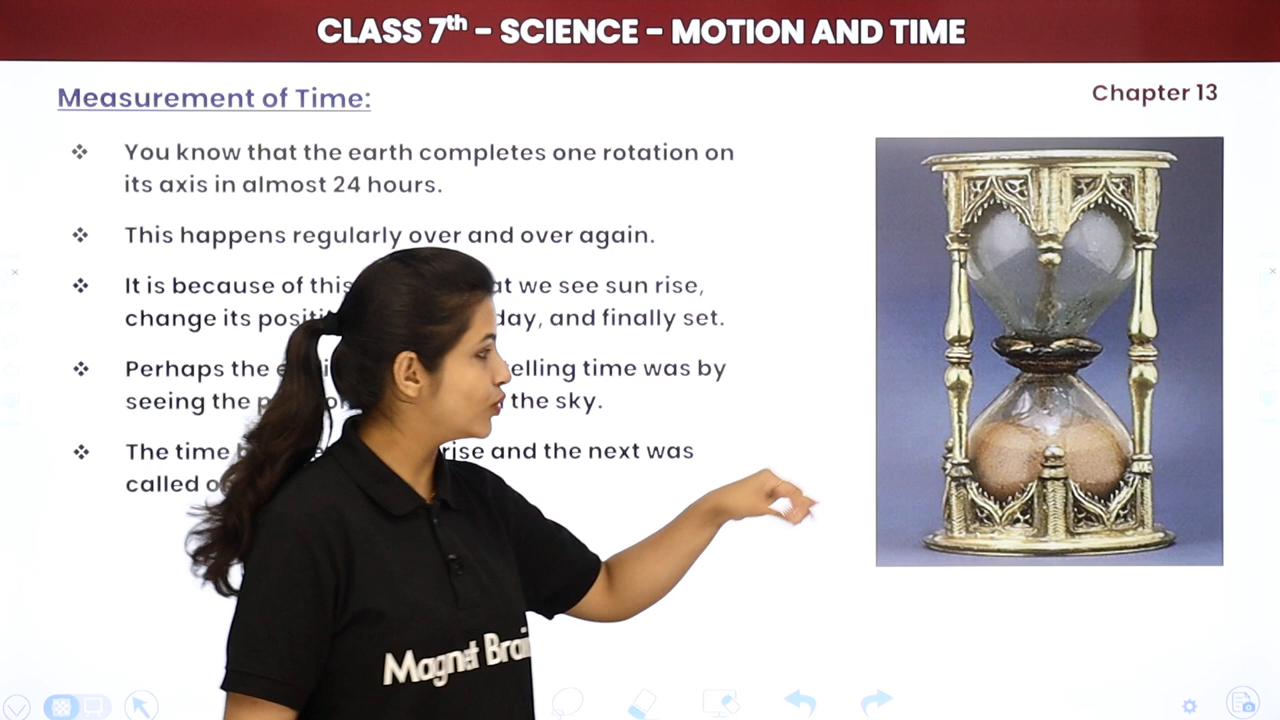 CLASS 7th - SCIENCE - MOTION AND TIME
Measurement of Time:
Chapter 13
❖ You know that the earth completes one rotation on
its axis in almost 24 hours.
❖ This happens regularly over and over again.
❖ It is because of this at we see sun rise,
change its day, and finally set.
❖ Perhaps the elling time was by
seeing the the sky.
❖ The time rise and the next was
called
Magnet Brai